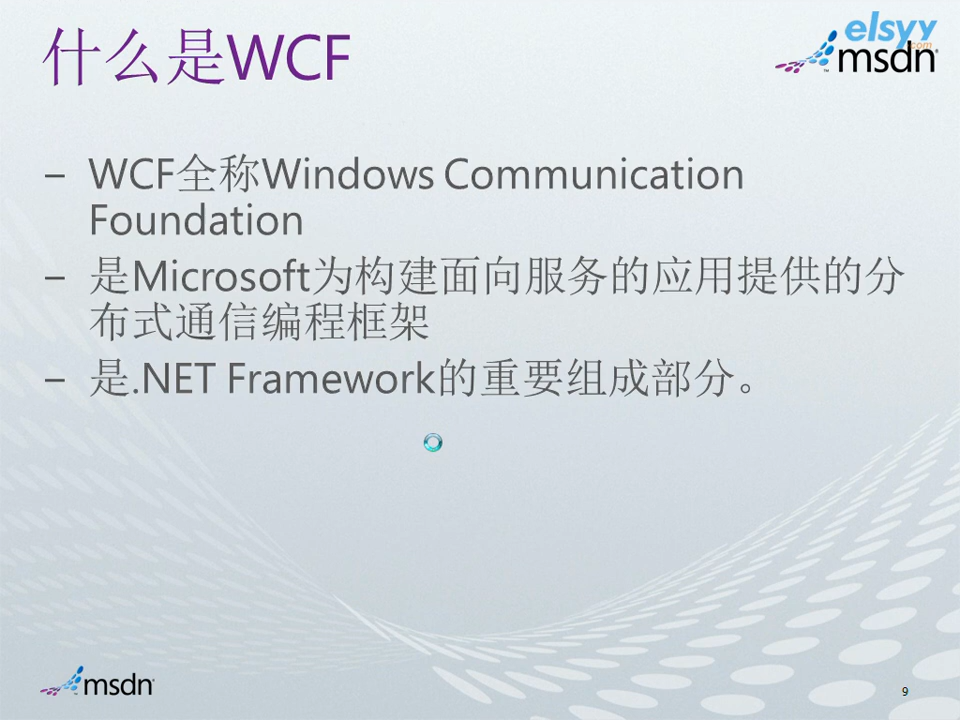 什么是WCF
elsyy
.com
msdn
– WCF全称Windows Communication
Foundation
– 是Microsoft为构建面向服务的应用提供的分
布式通信编程框架
– 是.NET Framework的重要组成部分。
msdn
9